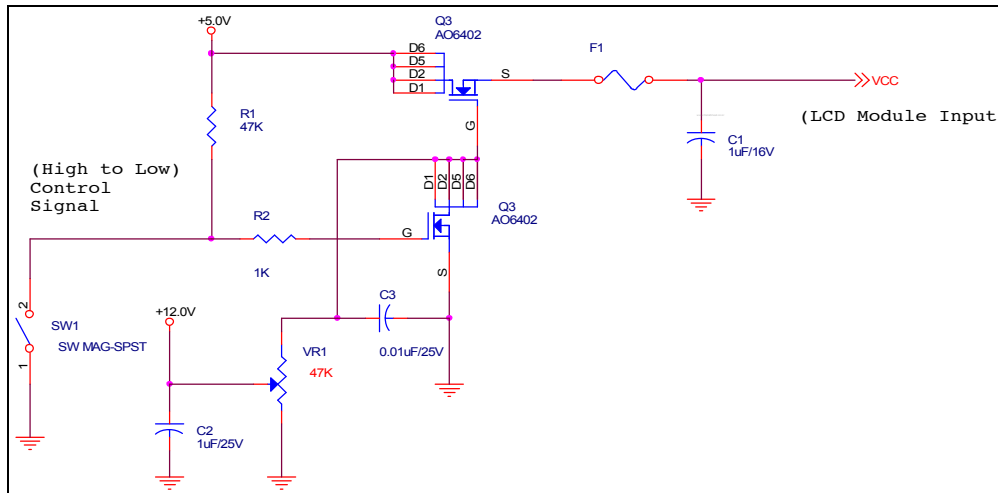 +5.0V
Q3
AO6402
D6
D5
D2
D1
S
F1
VCC
(LCD Module Input
R1
47K
G
C1
1uF/16V
(High to Low)
Control
Signal
D1
D2
D5
D6
Q3
AO6402
R2
G
1K
S
+12.0V
C3
2
SW1
SW MAG-SPST
1
VR1
47K
0.01uF/25V
C2
1uF/25V